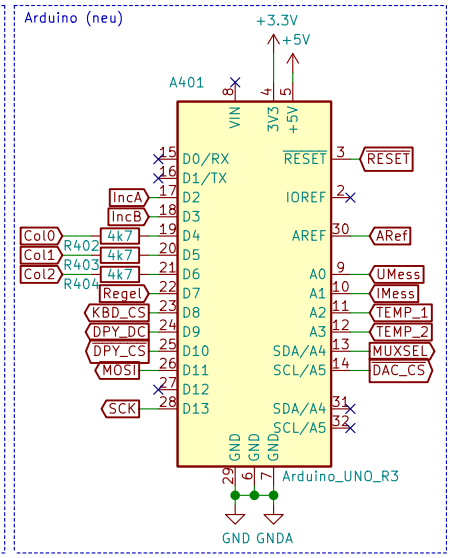 Arduino (neu)
+3.3V
+5V
A401
8 4 5
VIN 3V3 +5V
15 D0/RX RESET 3 RESET
16 D1/TX
IncA 17 D2 IOREF 2
IncB 18 D3
Col0 4k7 19 D4 AREF 30 ARef
R402
Col1 4k7 20 D5
R403
Col2 4k7 21 D6 A0 9 UMess
R404
Regel 22 D7 A1 10 IMess
KBD_CS 23 D8 A2 11 TEMP_1
DPY_DC 24 D9 A3 12 TEMP_2
DPY_CS 25 D10 SDA/A4 13 MUXSEL
MOSI 26 D11 SCL/A5 14 DAC_CS
27 D12
SCK 28 D13 SDA/A4 31
SCL/A5 32
GND GND GND
29 6 7
Arduino_UNO_R3
GND GNDA